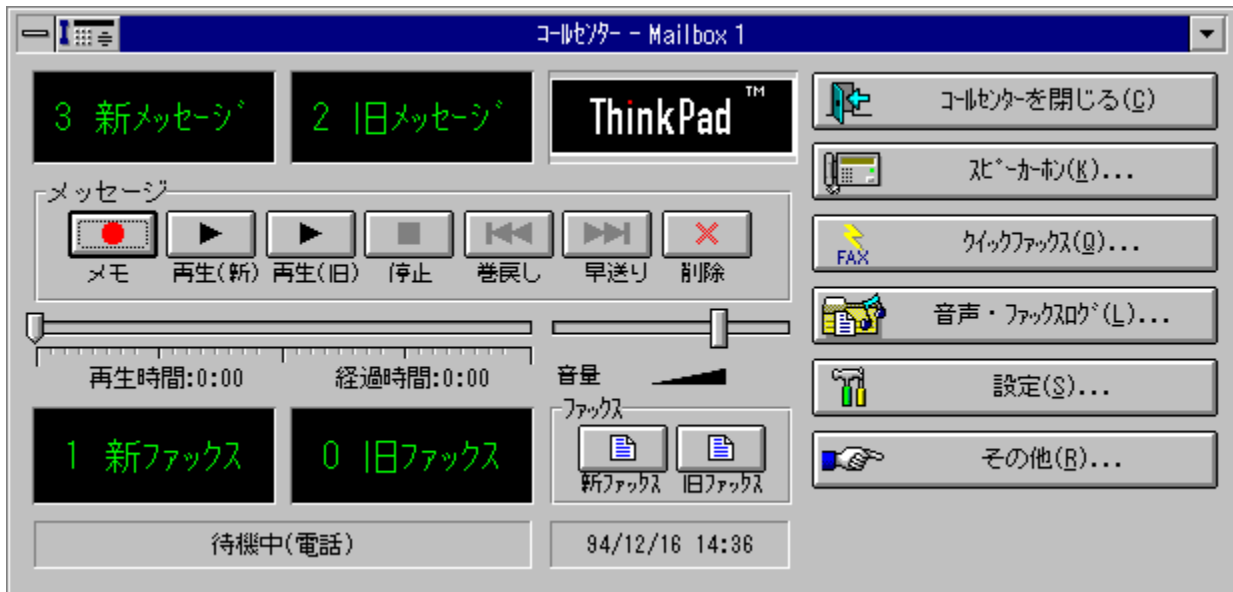 ｺｰﾙｾﾝﾀｰ - Mailbox 1
3 新メッセージ
2 旧メッセージ
ThinkPad™
メッセージ
メモ
再生(新)
再生(旧)
停止
巻戻し
早送り
削除
再生時間:0:00
経過時間:0:00
音量
1 新ファックス
0 旧ファックス
ﾌｧｯｸｽ
新ﾌｧｯｸｽ
旧ﾌｧｯｸｽ
待機中(電話)
94/12/16 14:36
ｺｰﾙｾﾝﾀｰを閉じる(C)
ｽﾋﾟｰｶｰﾎﾝ(K)...
FAX
ｸｲｯｸﾌｧｯｸｽ(Q)...
音声・ﾌｧｯｸｽﾛｸﾞ(L)...
設定(S)...
その他(R)...